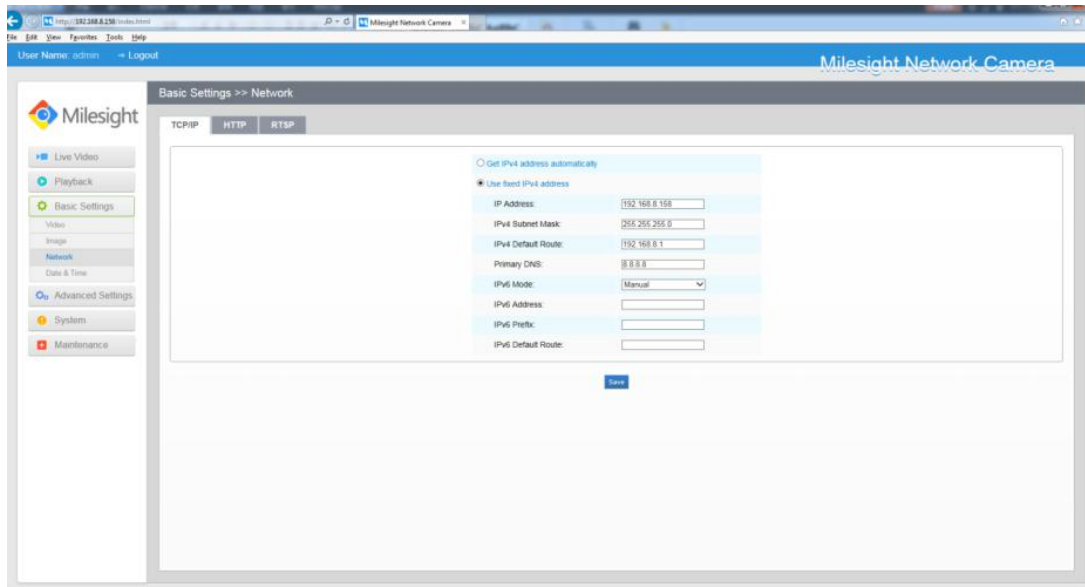 http://192.168.8.158/index.html
Milesight Network Camera
File Edit View Favorites Tools Help
User Name: admin Logout
Milesight Network Camera
Milesight
Basic Settings >> Network
TCP/IP HTTP RTSP
Live Video
Playback
Basic Settings
Video
Image
Network
Date & Time
Advanced Settings
System
Maintenance
Get IPv4 address automatically
Use fixed IPv4 address
IP Address: 192.168.8.158
IPv4 Subnet Mask: 255.255.255.0
IPv4 Default Route: 192.168.8.1
Primary DNS: 8.8.8.8
IPv6 Mode: Manual
IPv6 Address:
IPv6 Prefix:
IPv6 Default Route:
Save